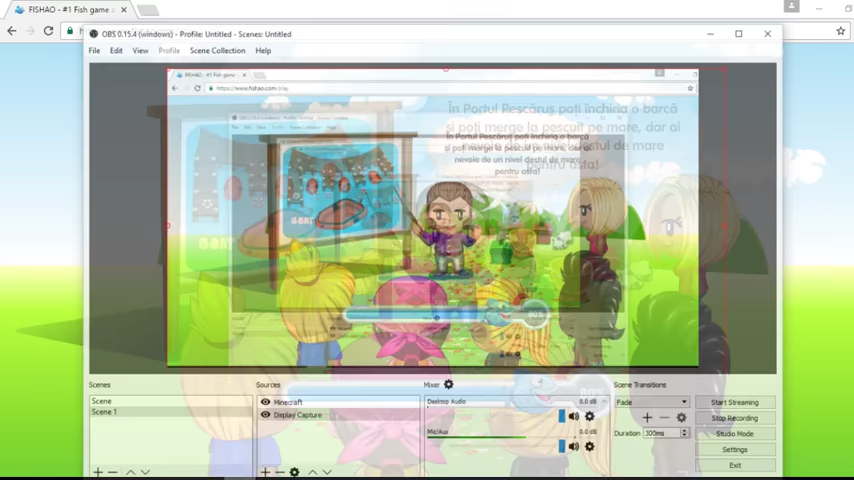 FISHAO - #1 Fish game
OBS 0.15.4 (windows) - Profile: Untitled - Scenes: Untitled
File Edit View Profile Scene Collection Help
https://www.fishao.com
În Portul Pescăruș poți închiria o barcă
și poți merge la pescuit pe mare, dar ai
nevoie de un nivel destul de mare
pentru asta!
BOAT
80%
Scenes Sources Mixer Scene Transitions
Scene
Scene 1
Minecraft
Display Capture
Desktop Audio 0.0 dB
Mic/Aux 0.0 dB
Fade
Duration 300ms
Start Streaming
Stop Recording
Studio Mode
Settings
Exit